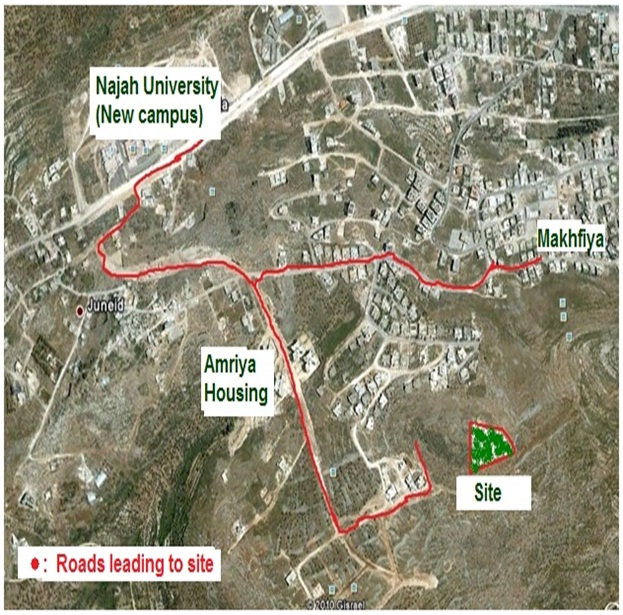 Najah University
(New campus)
Makhfiya
Juneid
Amriya
Housing
Site
: Roads leading to site
© 2010 Gisrael